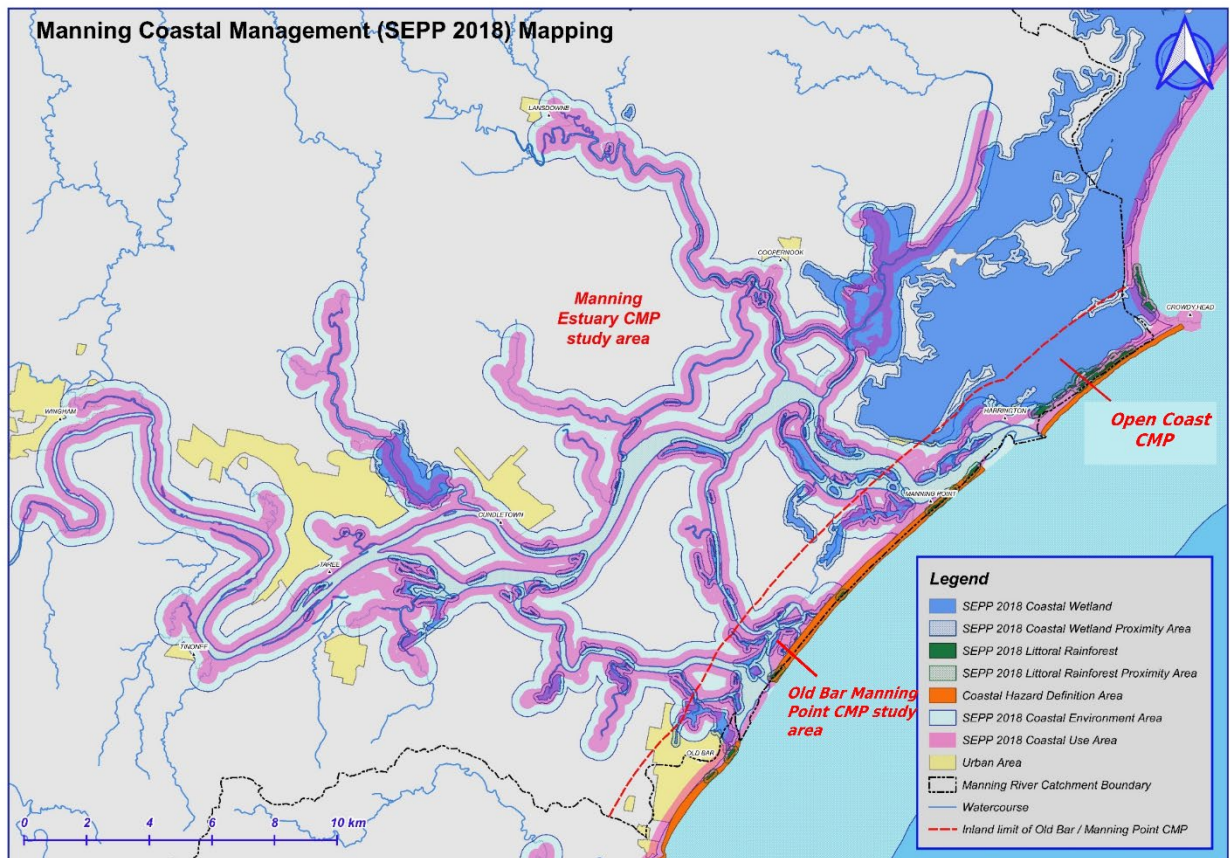 Manning Coastal Management (SEPP 2018) Mapping
LANSDOWNE
COOPERNOOK
Manning
Estuary CMP
study area
CROWDY HEAD
WINGHAM
HARRINGTON
Open Coast
CMP
MANNING POINT
CUNDLETOWN
TAREE
TINONEE
Old Bar Manning
Point CMP study
area
OLD BAR
Legend
SEPP 2018 Coastal Wetland
SEPP 2018 Coastal Wetland Proximity Area
SEPP 2018 Littoral Rainforest
SEPP 2018 Littoral Rainforest Proximity Area
Coastal Hazard Definition Area
SEPP 2018 Coastal Environment Area
SEPP 2018 Coastal Use Area
Urban Area
Manning River Catchment Boundary
Watercourse
Inland limit of Old Bar / Manning Point CMP
0 2 4 6 8 10 km